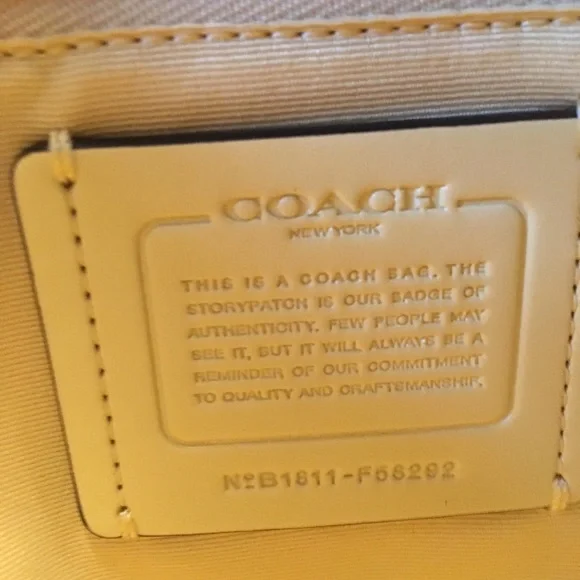 COACH
NEW YORK
THIS IS A COACH BAG. THE
STORYPATCH IS OUR BADGE OF
AUTHENTICITY. FEW PEOPLE MAY
SEE IT, BUT IT WILL ALWAYS BE A
REMINDER OF OUR COMMITMENT
TO QUALITY AND CRAFTSMANSHIP.
Nº B1811-F58292